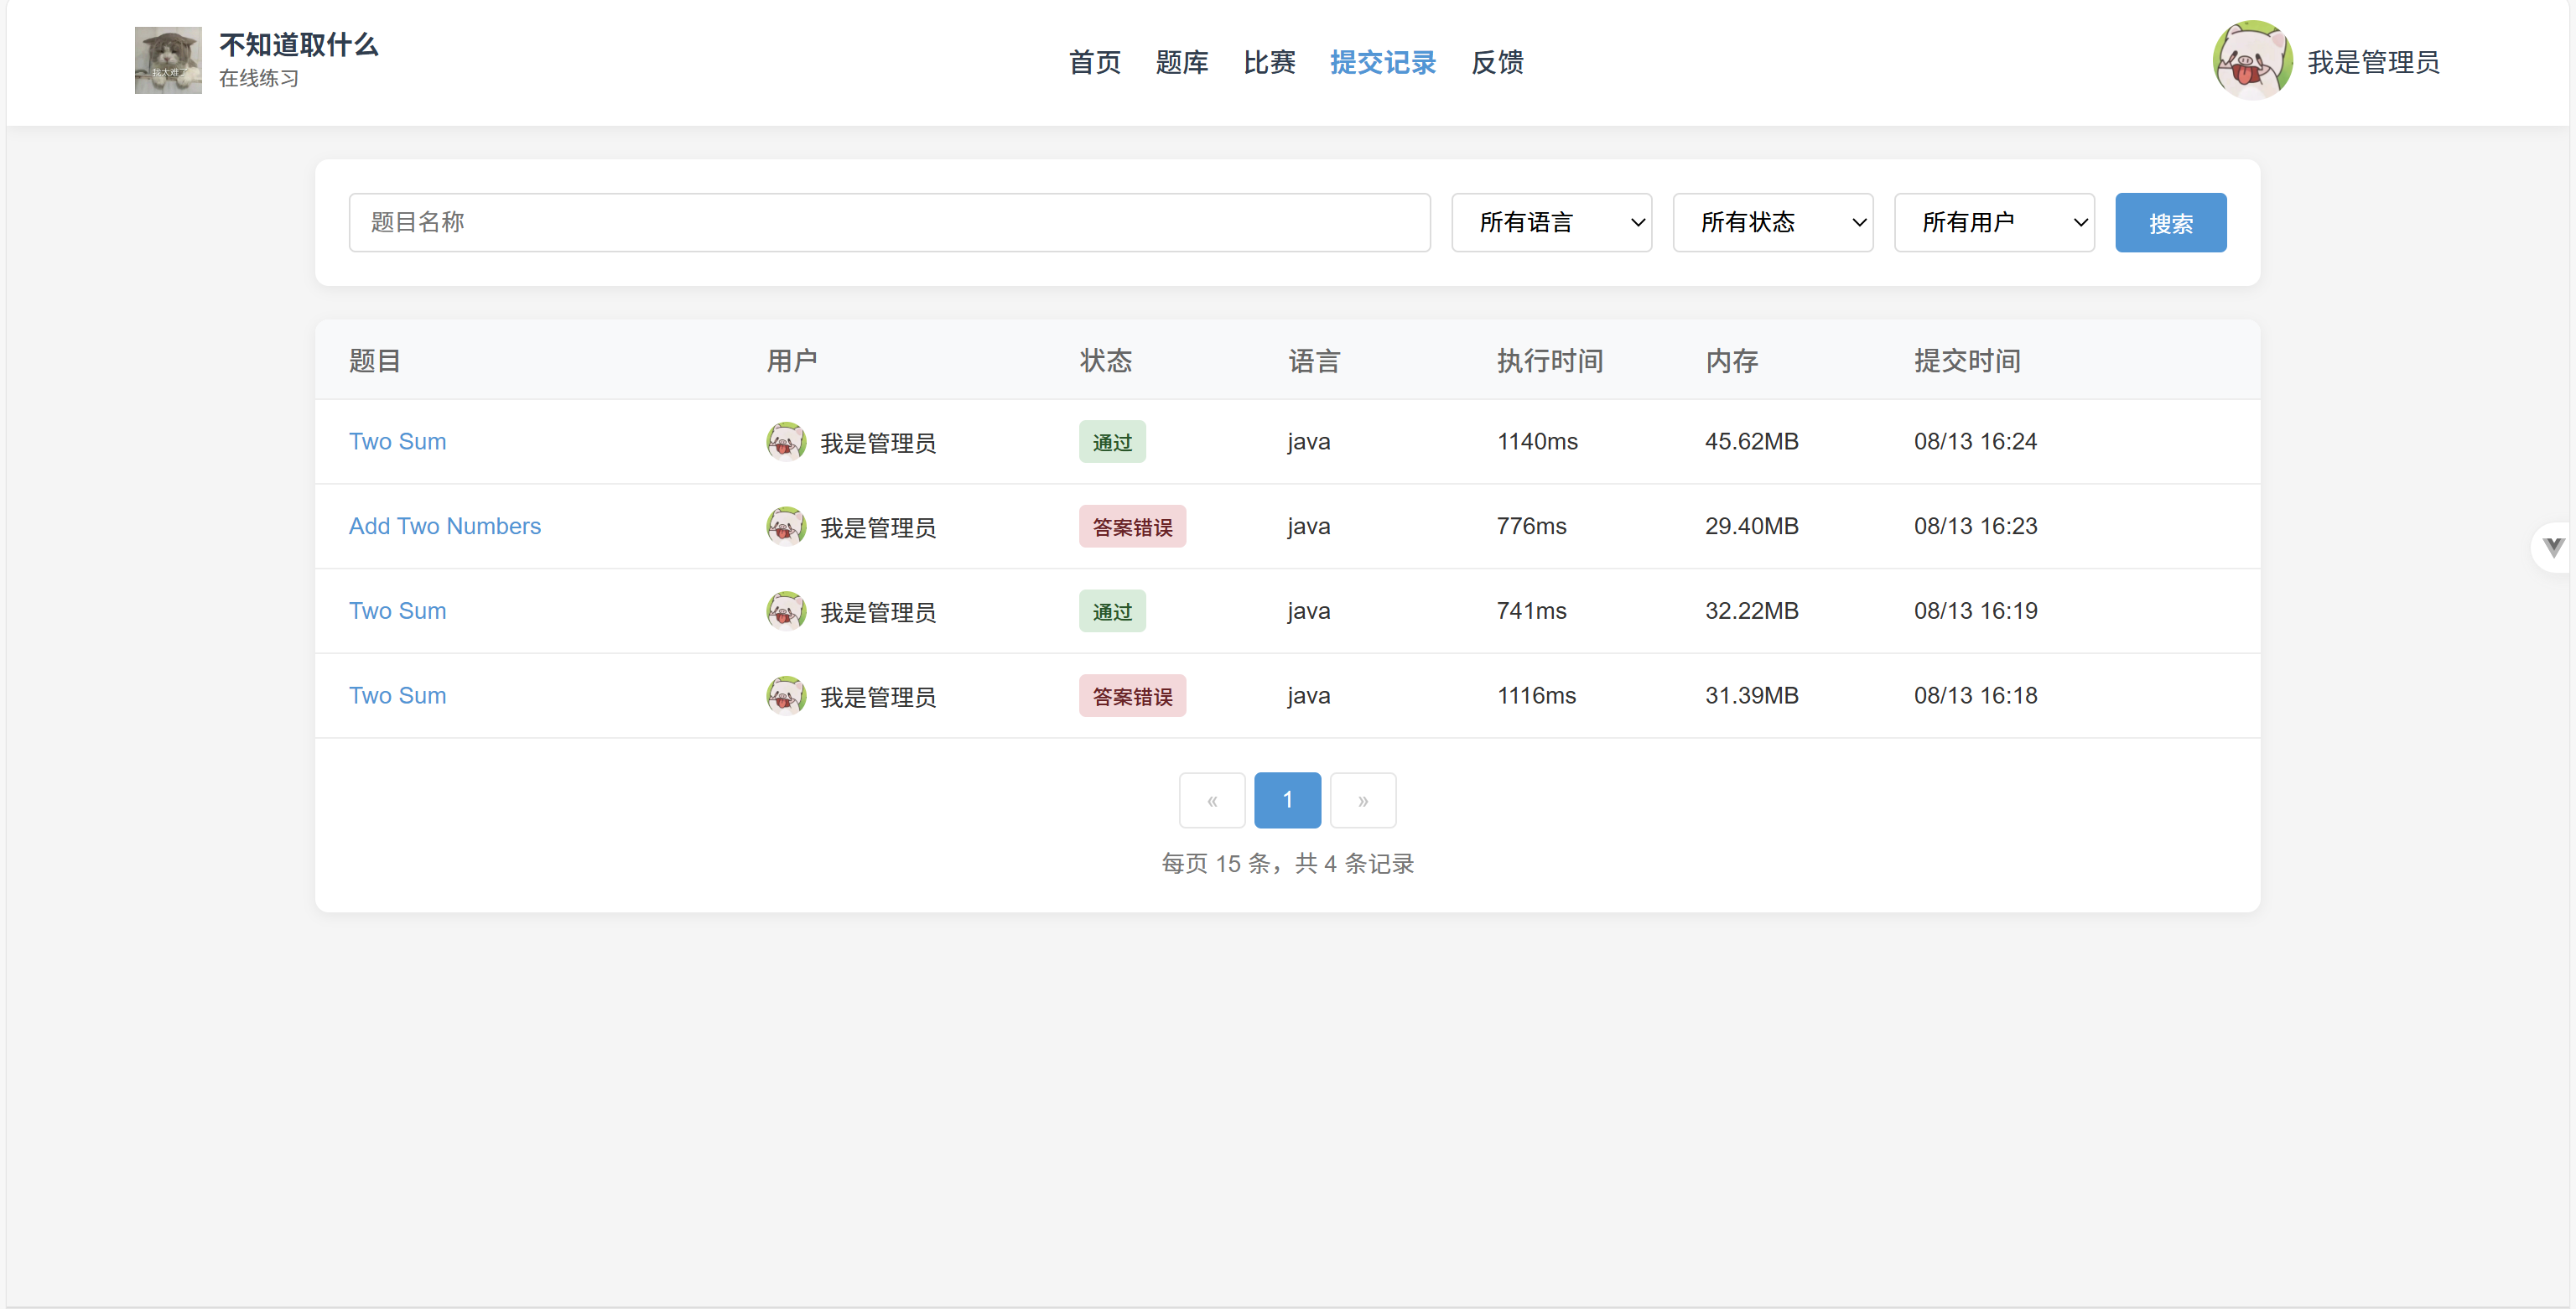 不知道取什么
在线练习
我太难了
首页 题库 比赛 提交记录 反馈
我是管理员
题目名称 所有语言 所有状态 所有用户 搜索
题目 用户 状态 语言 执行时间 内存 提交时间
Two Sum 我是管理员 通过 java 1140ms 45.62MB 08/13 16:24
Add Two Numbers 我是管理员 答案错误 java 776ms 29.40MB 08/13 16:23
Two Sum 我是管理员 通过 java 741ms 32.22MB 08/13 16:19
Two Sum 我是管理员 答案错误 java 1116ms 31.39MB 08/13 16:18
« 1 »
每页 15 条，共 4 条记录